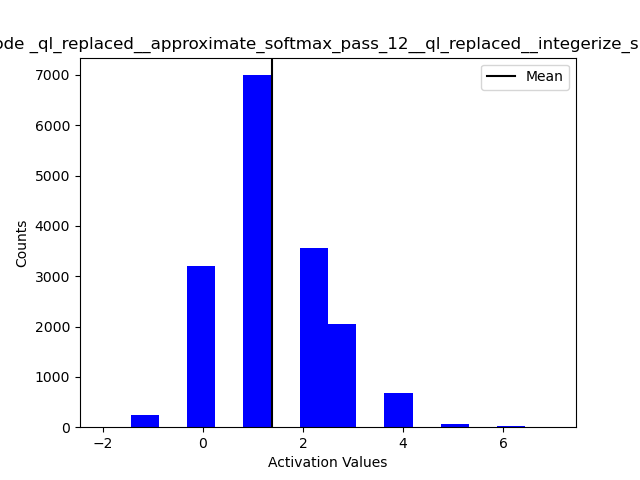 ode _ql_replaced__approximate_softmax_pass_12__ql_replaced__integerize_s
Mean
7000
6000
5000
4000
3000
2000
1000
0
Counts
−2 0 2 4 6
Activation Values